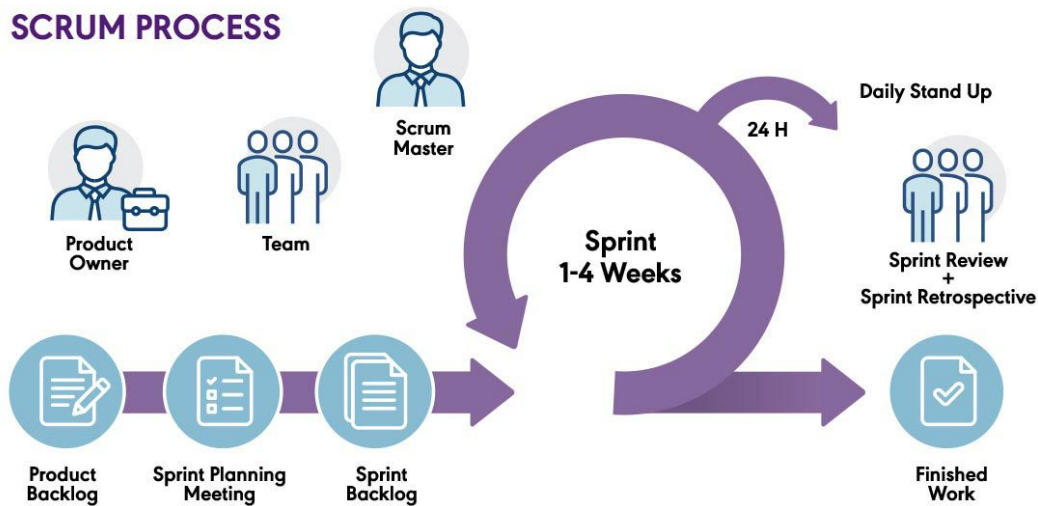 SCRUM PROCESS
Scrum
Master
Daily Stand Up
24 H
Product
Owner
Team
Sprint
1-4 Weeks
Sprint Review
+
Sprint Retrospective
Product
Backlog
Sprint Planning
Meeting
Sprint
Backlog
Finished
Work